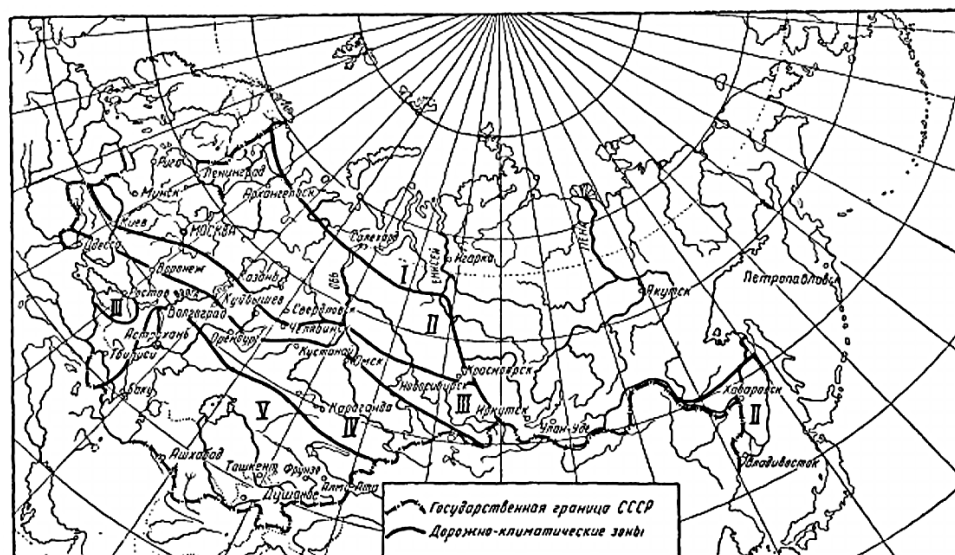 Рига
Ленинград
Минск
Архангельск
Киев
МОСКВА
Салехард
Одесса
I
ЕНИСЕЙ
Игарка
ЛЕНА
Воронеж
Казань
ОБЬ
Петропавловск
Якутск
Ростов
III
Куйбышев
Свердловск
II
Волгоград
Челябинск
Астрахань
Оренбург
Тбилиси
Кустанай
Омск
Красноярск
Новосибирск
Хабаровск
Баку
III
Иркутск
II
V
Караганда
IV
Улан-Удэ
Ашхабад
Владивосток
Ташкент
Фрунзе
Алма-Ата
Душанбе
Государственная граница СССР
Дорожно-климатические зоны